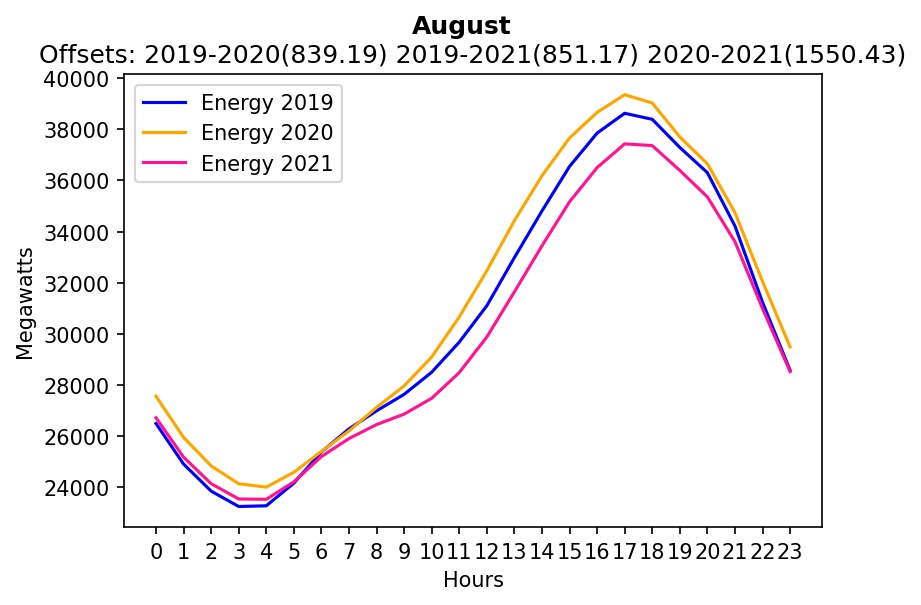 August
Offsets: 2019-2020(839.19) 2019-2021(851.17) 2020-2021(1550.43)
Energy 2019
Energy 2020
Energy 2021
Megawatts
40000
38000
36000
34000
32000
30000
28000
26000
24000
0 1 2 3 4 5 6 7 8 9 10 11 12 13 14 15 16 17 18 19 20 21 22 23
Hours